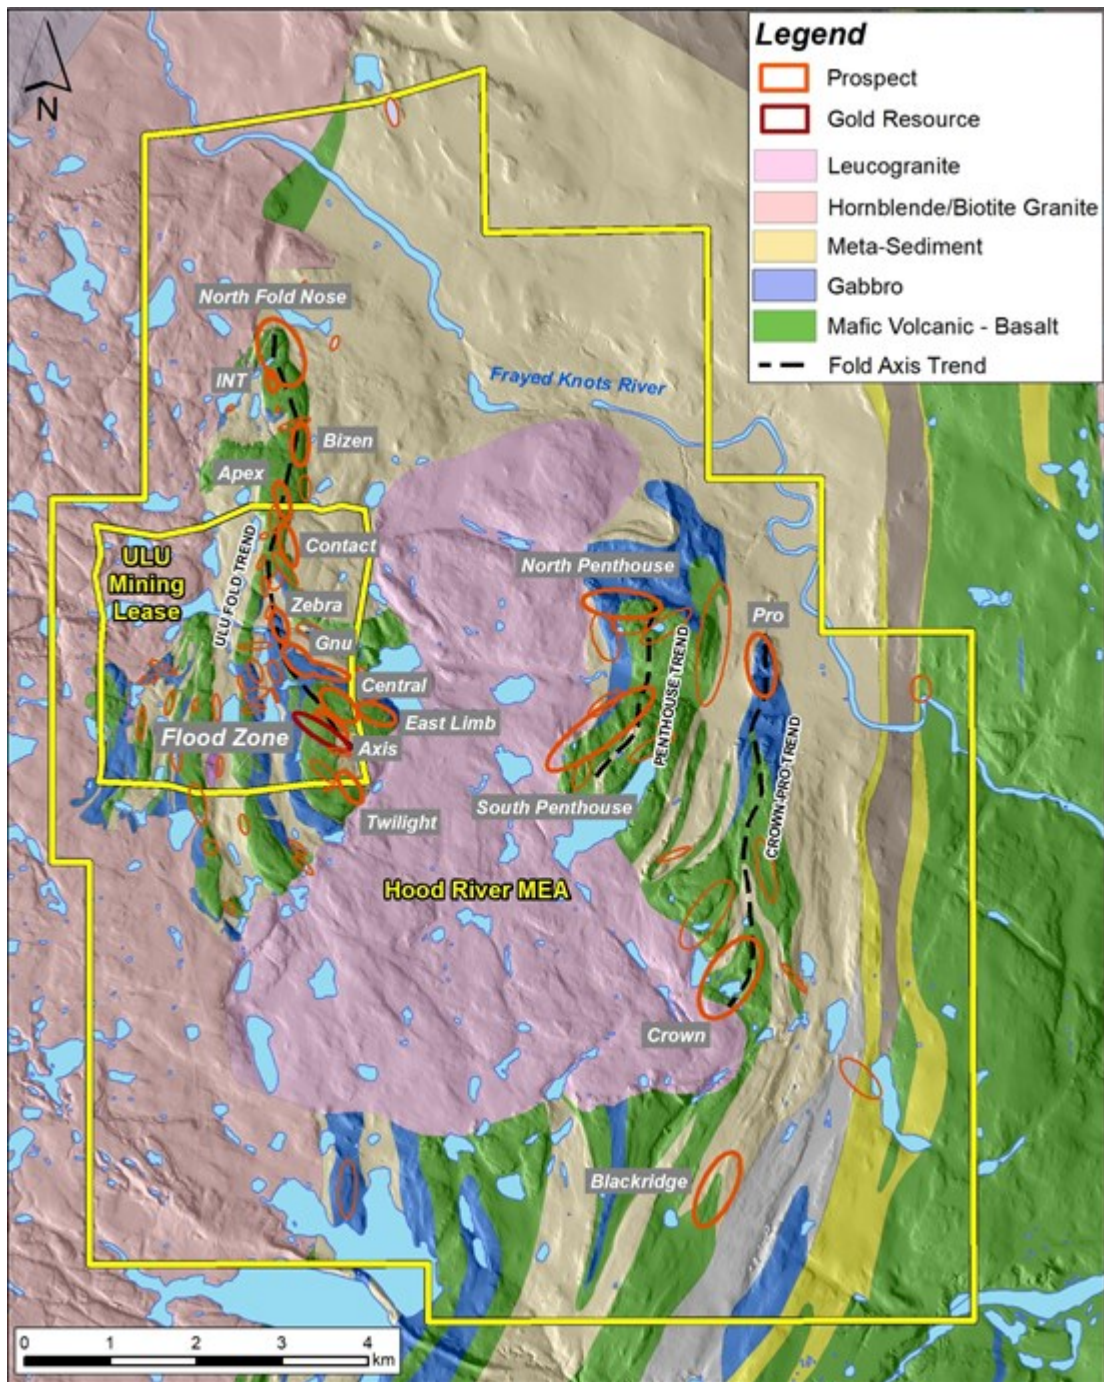 Legend
Prospect
Gold Resource
Leucogranite
Hornblende/Biotite Granite
Meta-Sediment
Gabbro
Mafic Volcanic - Basalt
Fold Axis Trend
N
North Fold Nose
INT
Frayed Knots River
Bizen
Apex
ULU
Mining
Lease
ULU FOLD TREND
Contact
North Penthouse
Zebra
Pro
Gnu
PENTHOUSE TREND
Central
East Limb
Flood Zone
Axis
CROWN-PRO TREND
South Penthouse
Twilight
Hood River MEA
Crown
Blackridge
0 1 2 3 4
km